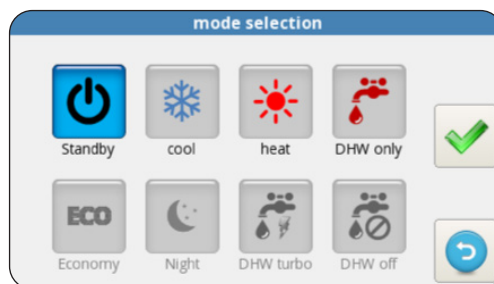 mode selection
Standby cool heat DHW only
ECO
Economy Night DHW turbo DHW off